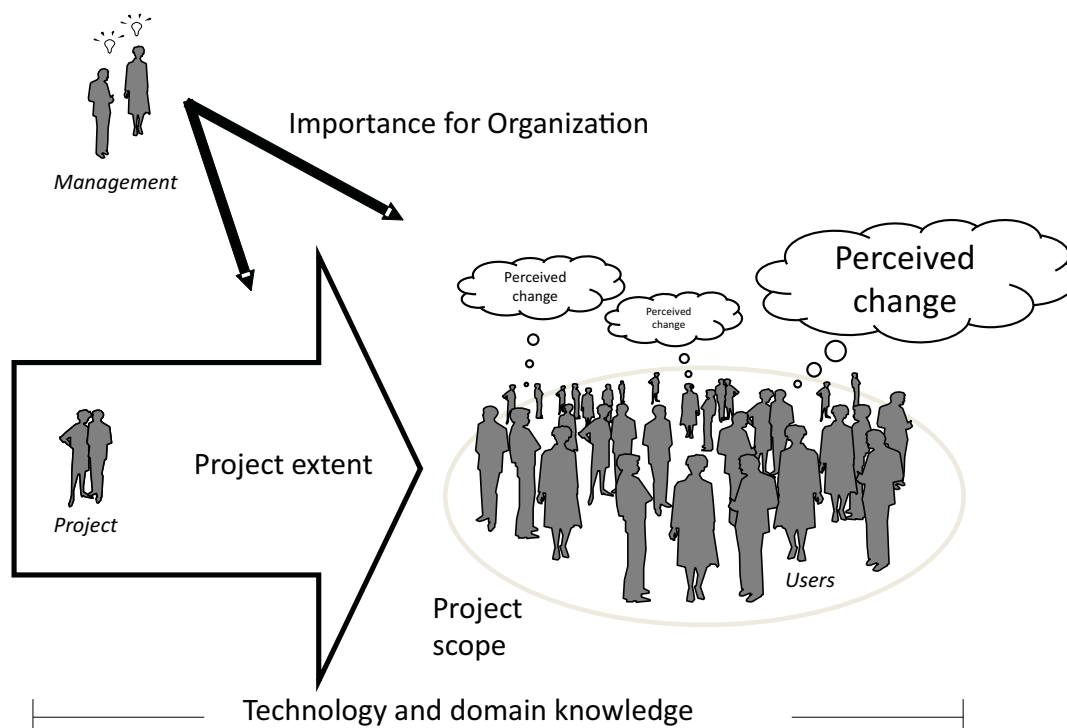 Importance for Organization
Management
Perceived
change
Perceived
change
Perceived
change
Project extent
Project
Users
Project
scope
Technology and domain knowledge